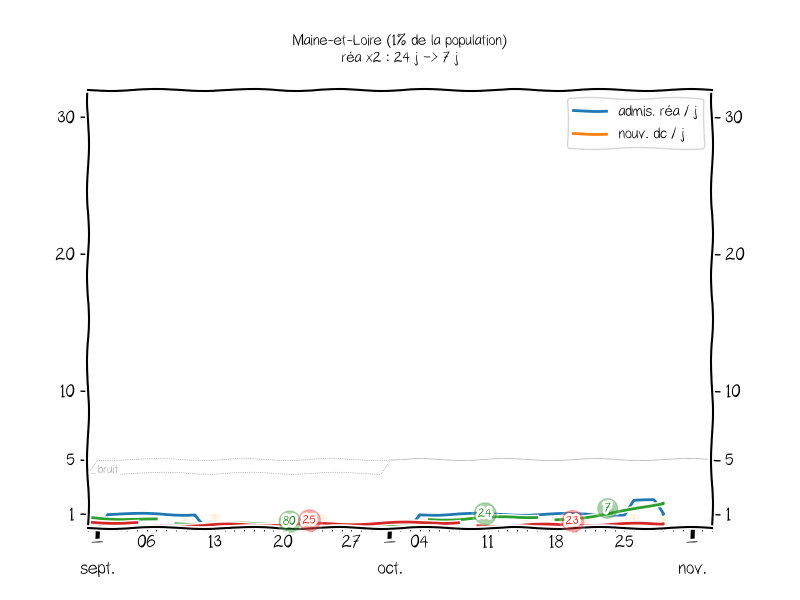 Maine-et-Loire (1% de la population)
réa x2 : 24 j -> 7 j
admis. réa / j
nouv. dc / j
30 30
20 20
10 10
5 5
bruit
1 1
80 25 24 23 7
06 13 20 27 04 11 18 25
sept. oct. nov.